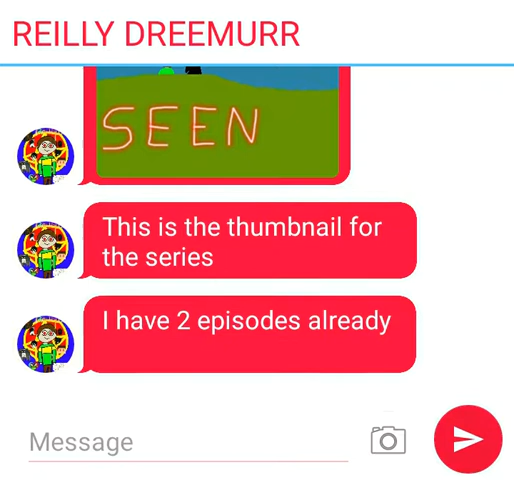 REILLY DREEMURR
SEEN
This is the thumbnail for
the series
I have 2 episodes already
Message